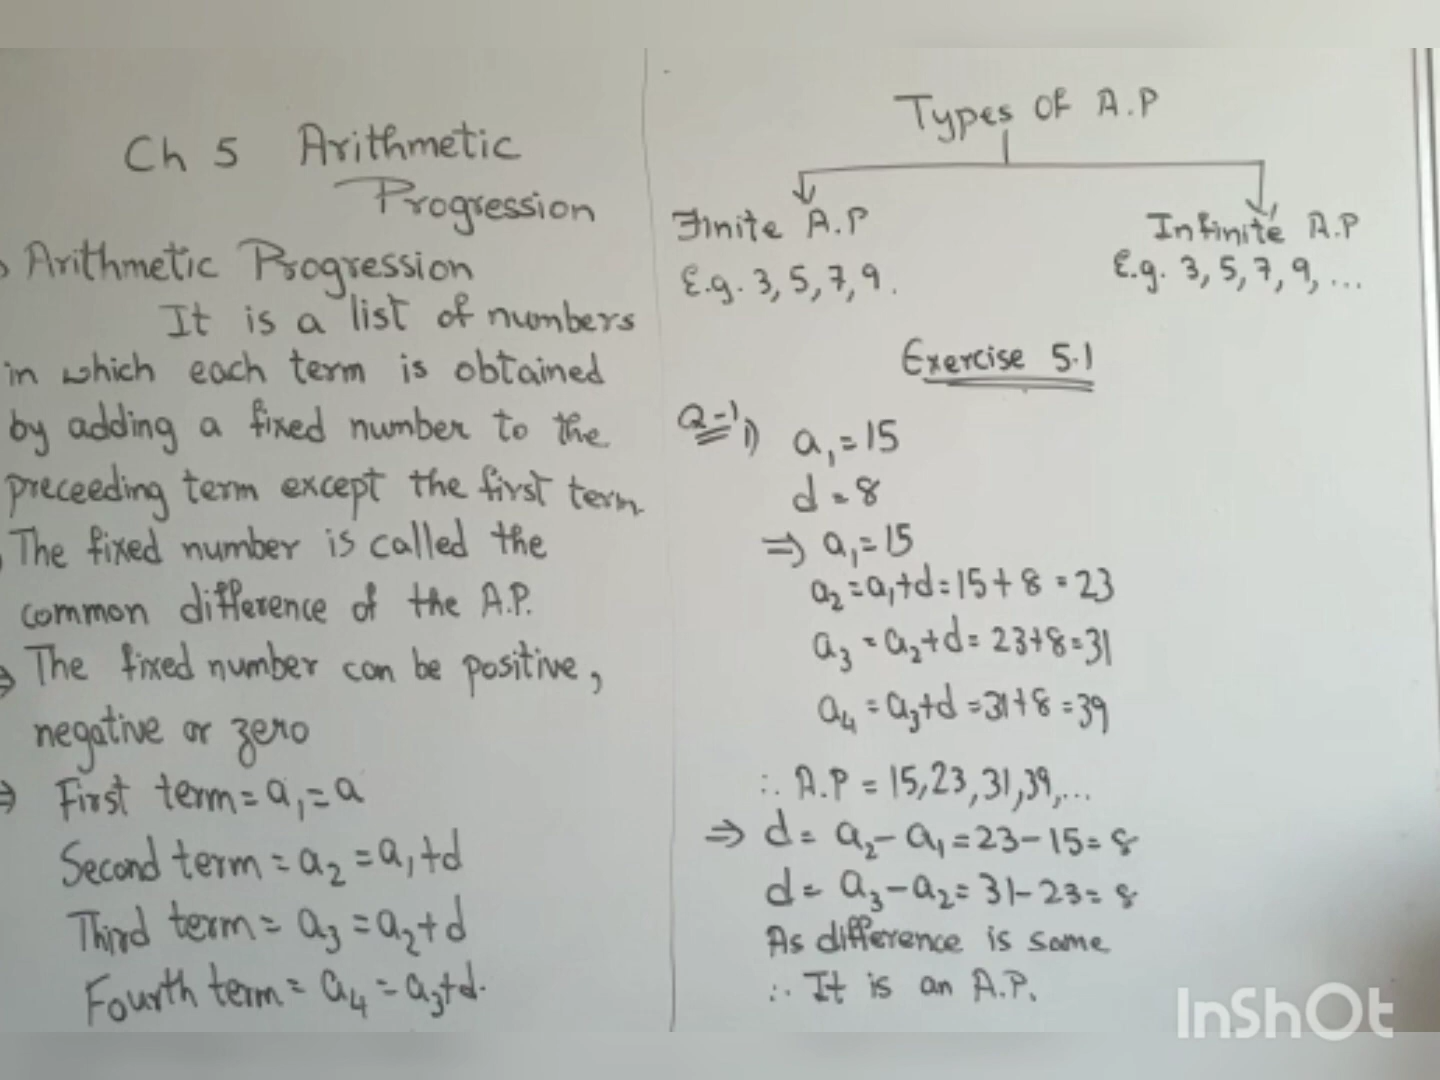 Ch 5 Arithmetic
Progression
Arithmetic Progression
It is a list of numbers
in which each term is obtained
by adding a fixed number to the
preceeding term except the first term.
The fixed number is called the
common difference of the A.P.
⇒ The fixed number can be positive,
negative or zero
⇒ First term = a₁ = a
Second term = a₂ = a₁+d
Third term = a₃ = a₂+d
Fourth term = a₄ = a₃+d.
Types OF A.P
Finite A.P
E.g. 3, 5, 7, 9.
Infinite A.P
E.g. 3, 5, 7, 9, ...
Exercise 5.1
Q-1 i) a₁ = 15
d = 8
⇒ a₁ = 15
a₂ = a₁+d = 15+8 = 23
a₃ = a₂+d = 23+8 = 31
a₄ = a₃+d = 31+8 = 39
∴ A.P = 15, 23, 31, 39, ...
⇒ d = a₂ - a₁ = 23 - 15 = 8
d = a₃ - a₂ = 31 - 23 = 8
As difference is same
∴ It is an A.P.
InShOt